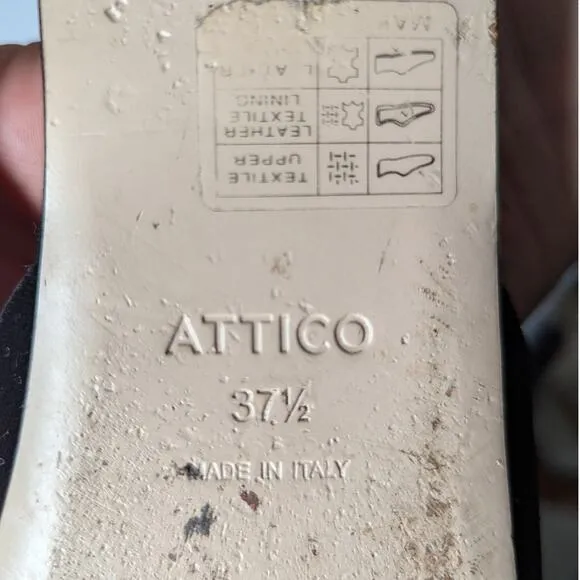 TEXTILE
UPPER
LEATHER
TEXTILE
LINING
ATTICO
37½
MADE IN ITALY